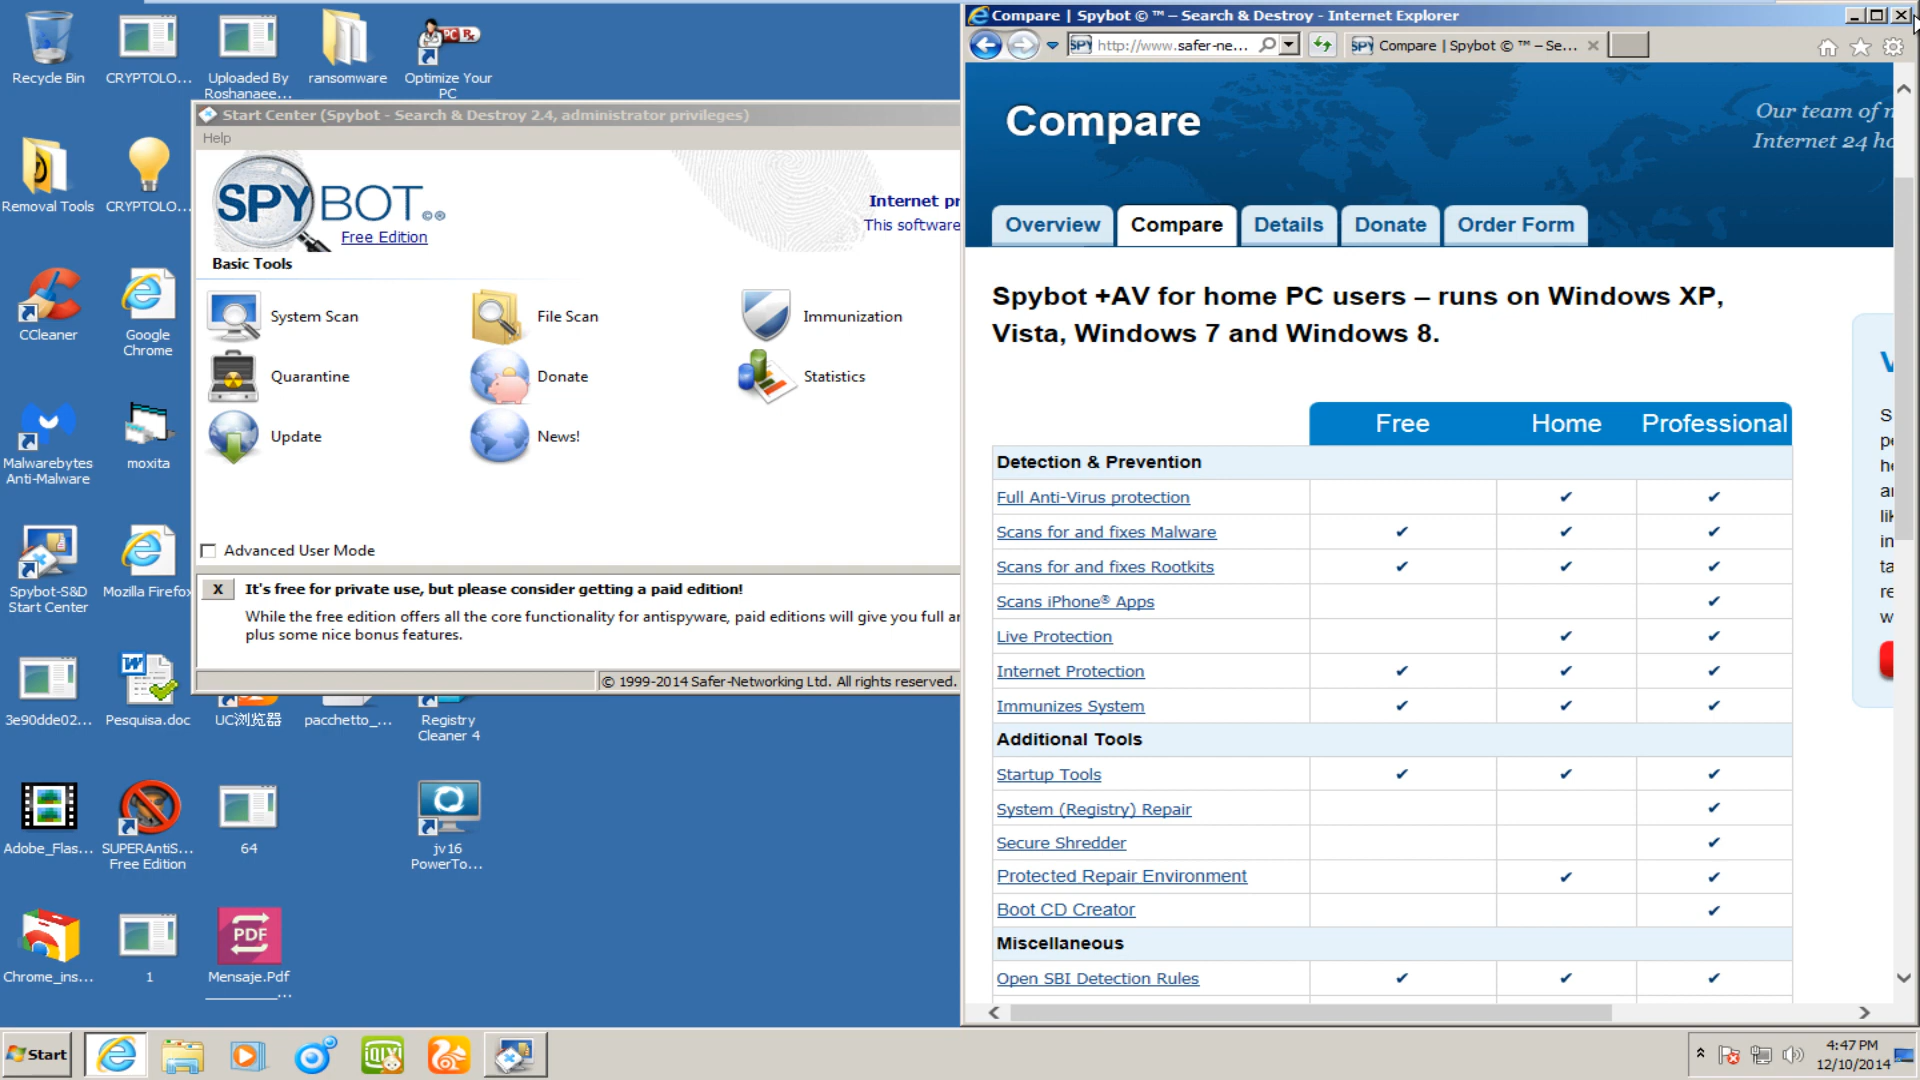 Recycle Bin
CRYPTOLO...
Uploaded By
Roshanaee...
ransomware
Optimize Your
PC
Removal Tools
CRYPTOLO...
CCleaner
Google
Chrome
Malwarebytes
Anti-Malware
moxita
Spybot-S&D
Start Center
Mozilla Firefox
3e90dde02...
Pesquisa.doc
UC浏览器
pacchetto_...
Registry
Cleaner 4
Adobe_Flas...
SUPERAntiS...
Free Edition
64
jv16
PowerTo...
Chrome_ins...
1
PDF
Mensaje.Pdf
Start Center (Spybot - Search & Destroy 2.4, administrator privileges)
Help
SPYBOT
Free Edition
Internet pr
This software
Basic Tools
System Scan
File Scan
Immunization
Quarantine
Donate
Statistics
Update
News!
Advanced User Mode
X
It's free for private use, but please consider getting a paid edition!
While the free edition offers all the core functionality for antispyware, paid editions will give you full an
plus some nice bonus features.
© 1999-2014 Safer-Networking Ltd. All rights reserved.
Compare | Spybot © ™ – Search & Destroy - Internet Explorer
SPY http://www.safer-ne...
SPY Compare | Spybot © ™ – Se...
Compare
Our team of
Internet 24 ho
Overview
Compare
Details
Donate
Order Form
Spybot +AV for home PC users – runs on Windows XP,
Vista, Windows 7 and Windows 8.
Free Home Professional
Detection & Prevention
Full Anti-Virus protection ✔ ✔
Scans for and fixes Malware ✔ ✔ ✔
Scans for and fixes Rootkits ✔ ✔ ✔
Scans iPhone® Apps ✔
Live Protection ✔ ✔
Internet Protection ✔ ✔ ✔
Immunizes System ✔ ✔ ✔
Additional Tools
Startup Tools ✔ ✔ ✔
System (Registry) Repair ✔
Secure Shredder ✔
Protected Repair Environment ✔ ✔
Boot CD Creator ✔
Miscellaneous
Open SBI Detection Rules ✔ ✔ ✔
Start
iQIYI
4:47 PM
12/10/2014